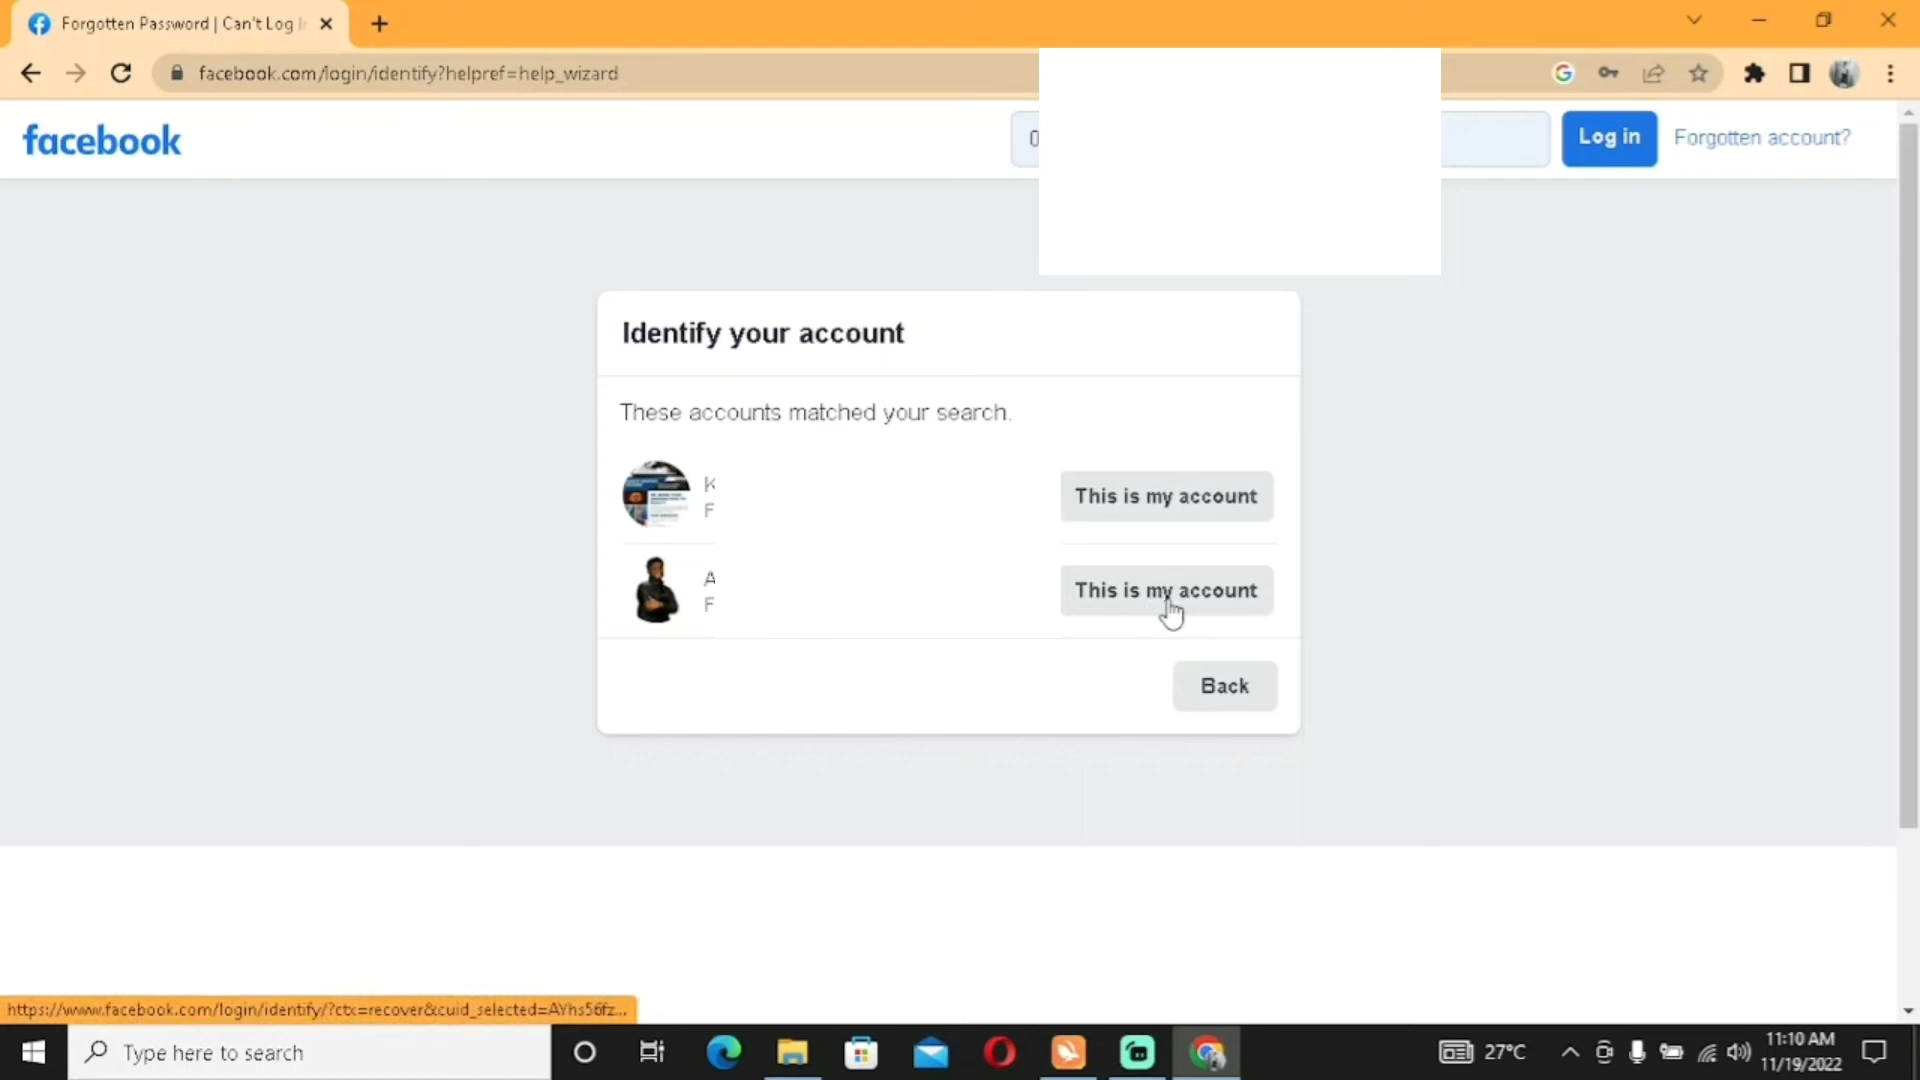 Forgotten Password | Can't Log In
facebook.com/login/identify?helpref=help_wizard
facebook
Log in
Forgotten account?
Identify your account
These accounts matched your search.
K
F
This is my account
A
F
This is my account
Back
https://www.facebook.com/login/identify/?ctx=recover&cuid_selected=AYhs56fz...
Type here to search
27°C
11:10 AM
11/19/2022